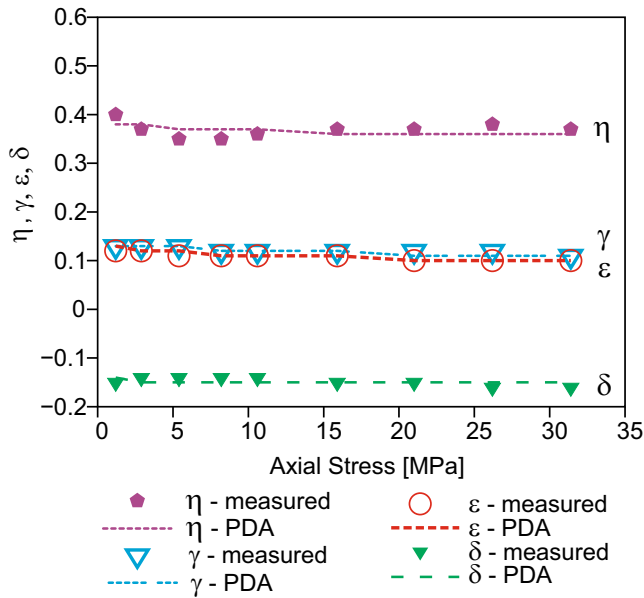 0.6
0.5
0.4
0.3
0.2
0.1
0
−0.1
−0.2
η , γ, ε, δ
η
γ
ε
δ
0 5 10 15 20 25 30 35
Axial Stress [MPa]
η - measured
η - PDA
γ - measured
γ - PDA
ε - measured
ε - PDA
δ - measured
δ - PDA